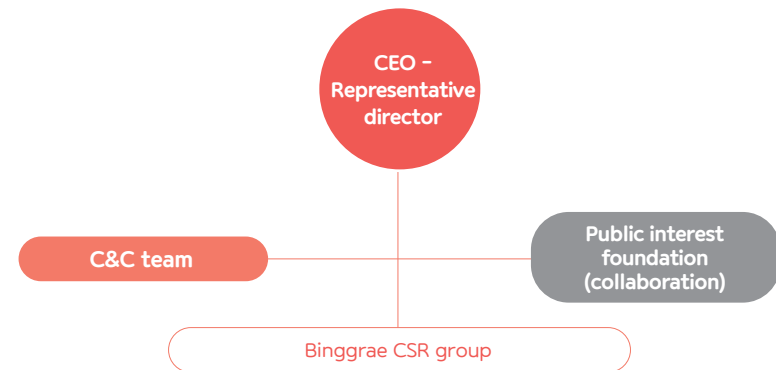 CEO –
Representative
director
C&C team
Public interest
foundation
(collaboration)
Binggrae CSR group